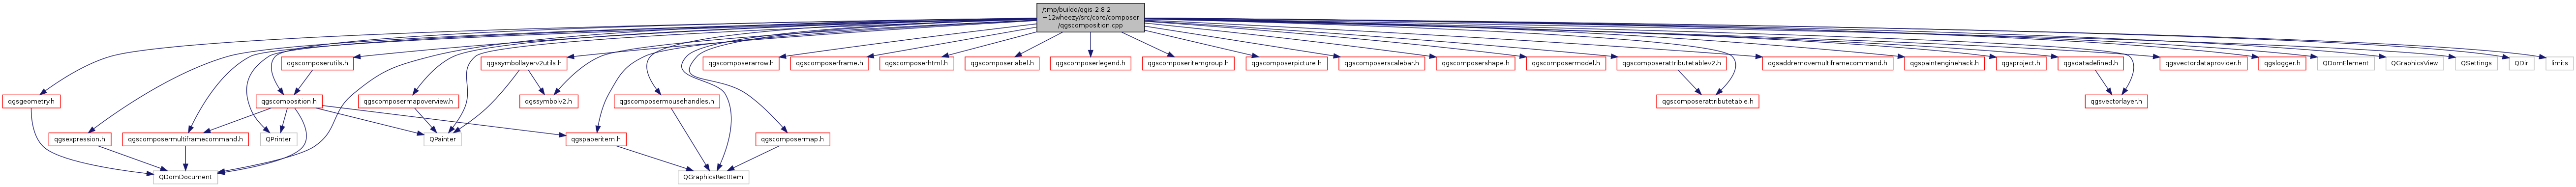 /tmp/buildd/qgis-2.8.2
+12wheezy/src/core/composer
/qgscomposition.cpp
qgscomposerutils.h
qgssymbollayerv2utils.h
qgscomposerarrow.h
qgscomposerframe.h
qgscomposerhtml.h
qgscomposerlabel.h
qgscomposerlegend.h
qgscomposeritemgroup.h
qgscomposerpicture.h
qgscomposerscalebar.h
qgscomposershape.h
qgscomposermodel.h
qgscomposerattributetablev2.h
qgsaddremovemultiframecommand.h
qgspaintenginehack.h
qgsproject.h
qgsdatadefined.h
qgsvectordataprovider.h
qgslogger.h
QDomElement
QGraphicsView
QSettings
QDir
limits
qgsgeometry.h
qgscomposition.h
qgscomposermapoverview.h
qgssymbolv2.h
qgscomposermousehandles.h
qgscomposerattributetable.h
qgsvectorlayer.h
qgsexpression.h
qgscomposermultiframecommand.h
QPrinter
QPainter
qgspaperitem.h
qgscomposermap.h
QDomDocument
QGraphicsRectItem